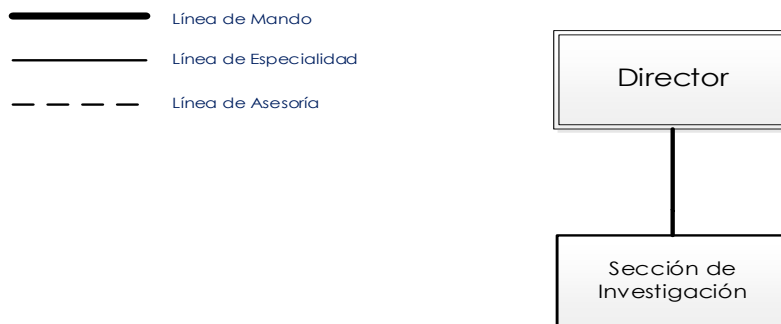 Línea de Mando
Línea de Especialidad
Línea de Asesoría
Director
Sección de
Investigación